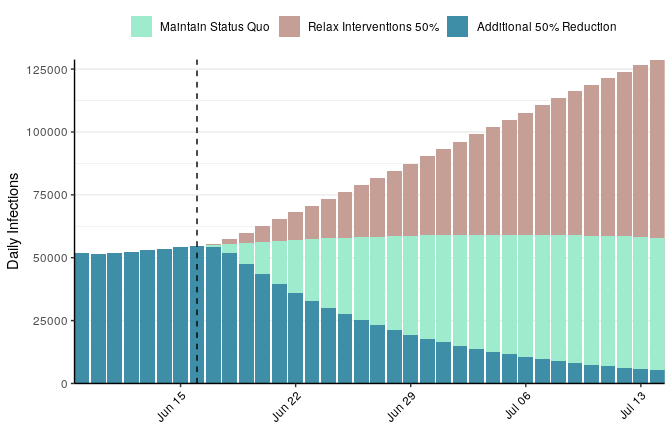 Maintain Status Quo Relax Interventions 50% Additional 50% Reduction
Daily Infections
125000
100000
75000
50000
25000
0
Jun 15 Jun 22 Jun 29 Jul 06 Jul 13